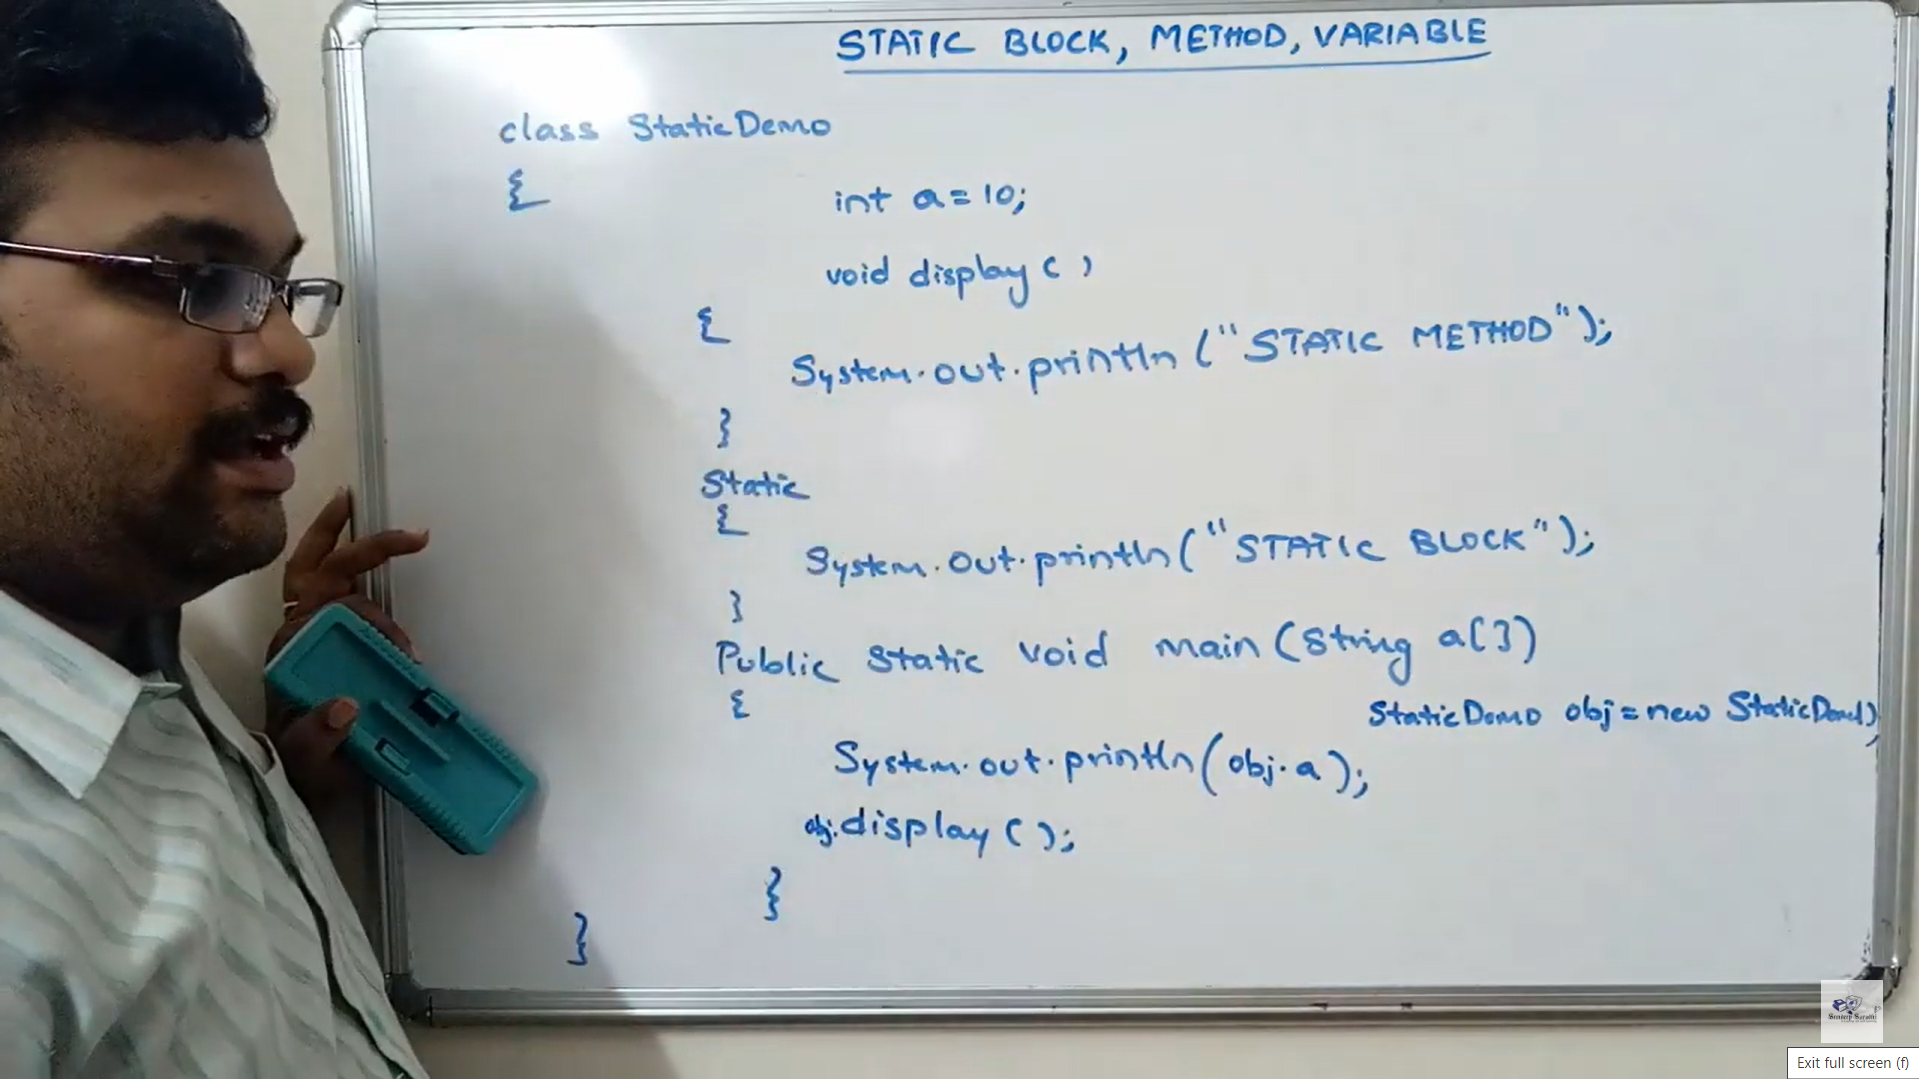 STATIC BLOCK, METHOD, VARIABLE
class StaticDemo
{
int a=10;
void display( )
{
System.out.println("STATIC METHOD");
}
Static
{
System.out.println("STATIC BLOCK");
}
Public Static void main(String a[])
{
StaticDemo obj=new
System.out.println(obj.a);
obj.display( );
}
}
Exit full screen (f)